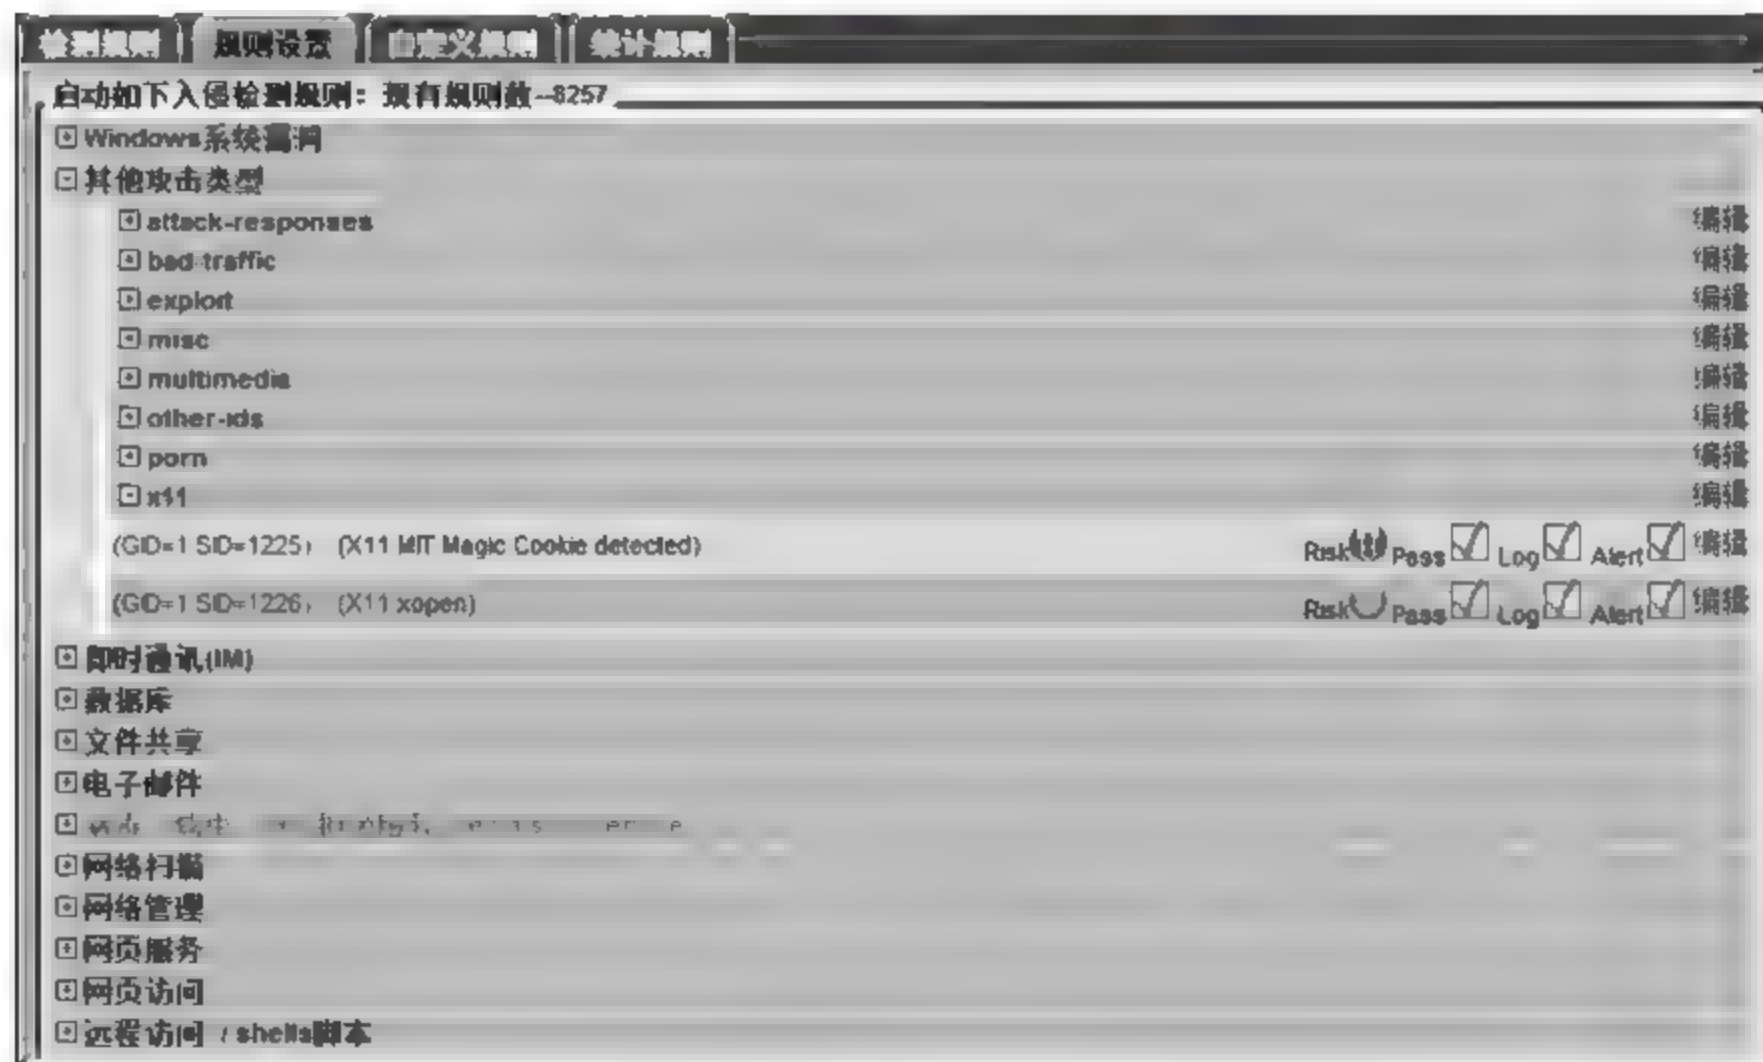 检测规则 规则设置 自定义规则 统计规则
启动如下入侵检测规则：现有规则数--8257
Windows系统漏洞
其他攻击类型
attack-responses 编辑
bad-traffic 编辑
exploit 编辑
misc 编辑
multimedia 编辑
other-ids 编辑
porn 编辑
x11 编辑
(GID=1 SID=1225) (X11 MIT Magic Cookie detected) Risk Pass Log Alert 编辑
(GID=1 SID=1226) (X11 xopen) Risk Pass Log Alert 编辑
即时通讯(IM)
数据库
文件共享
电子邮件
网络扫描
网络管理
网页服务
网页访问
远程访问 / shells脚本